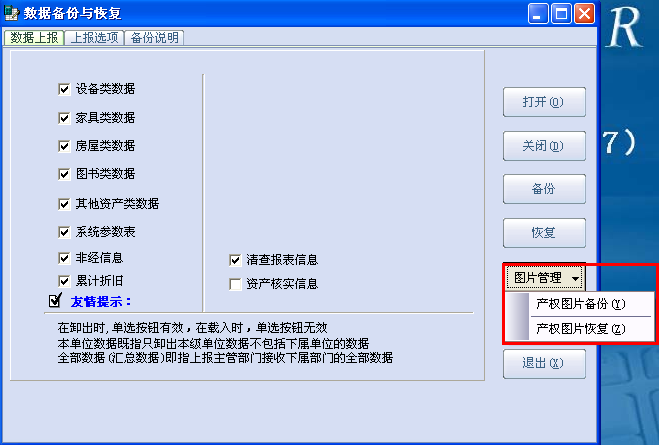 数据备份与恢复
R
数据上报 上报选项 备份说明
设备类数据
打开(O)
家具类数据
7)
房屋类数据
关闭(D)
图书类数据
备份
其他资产类数据
系统参数表
恢复
非经信息
清查报表信息
累计折旧
资产核实信息
图片管理
友情提示：
产权图片备份(Y)
在卸出时,单选按钮有效，在载入时，单选按钮无效
产权图片恢复(Z)
本单位数据既指只卸出本级单位数据不包括下属单位的数据
全部数据(汇总数据)即指上报主管部门接收下属部门的全部数据
退出(X)